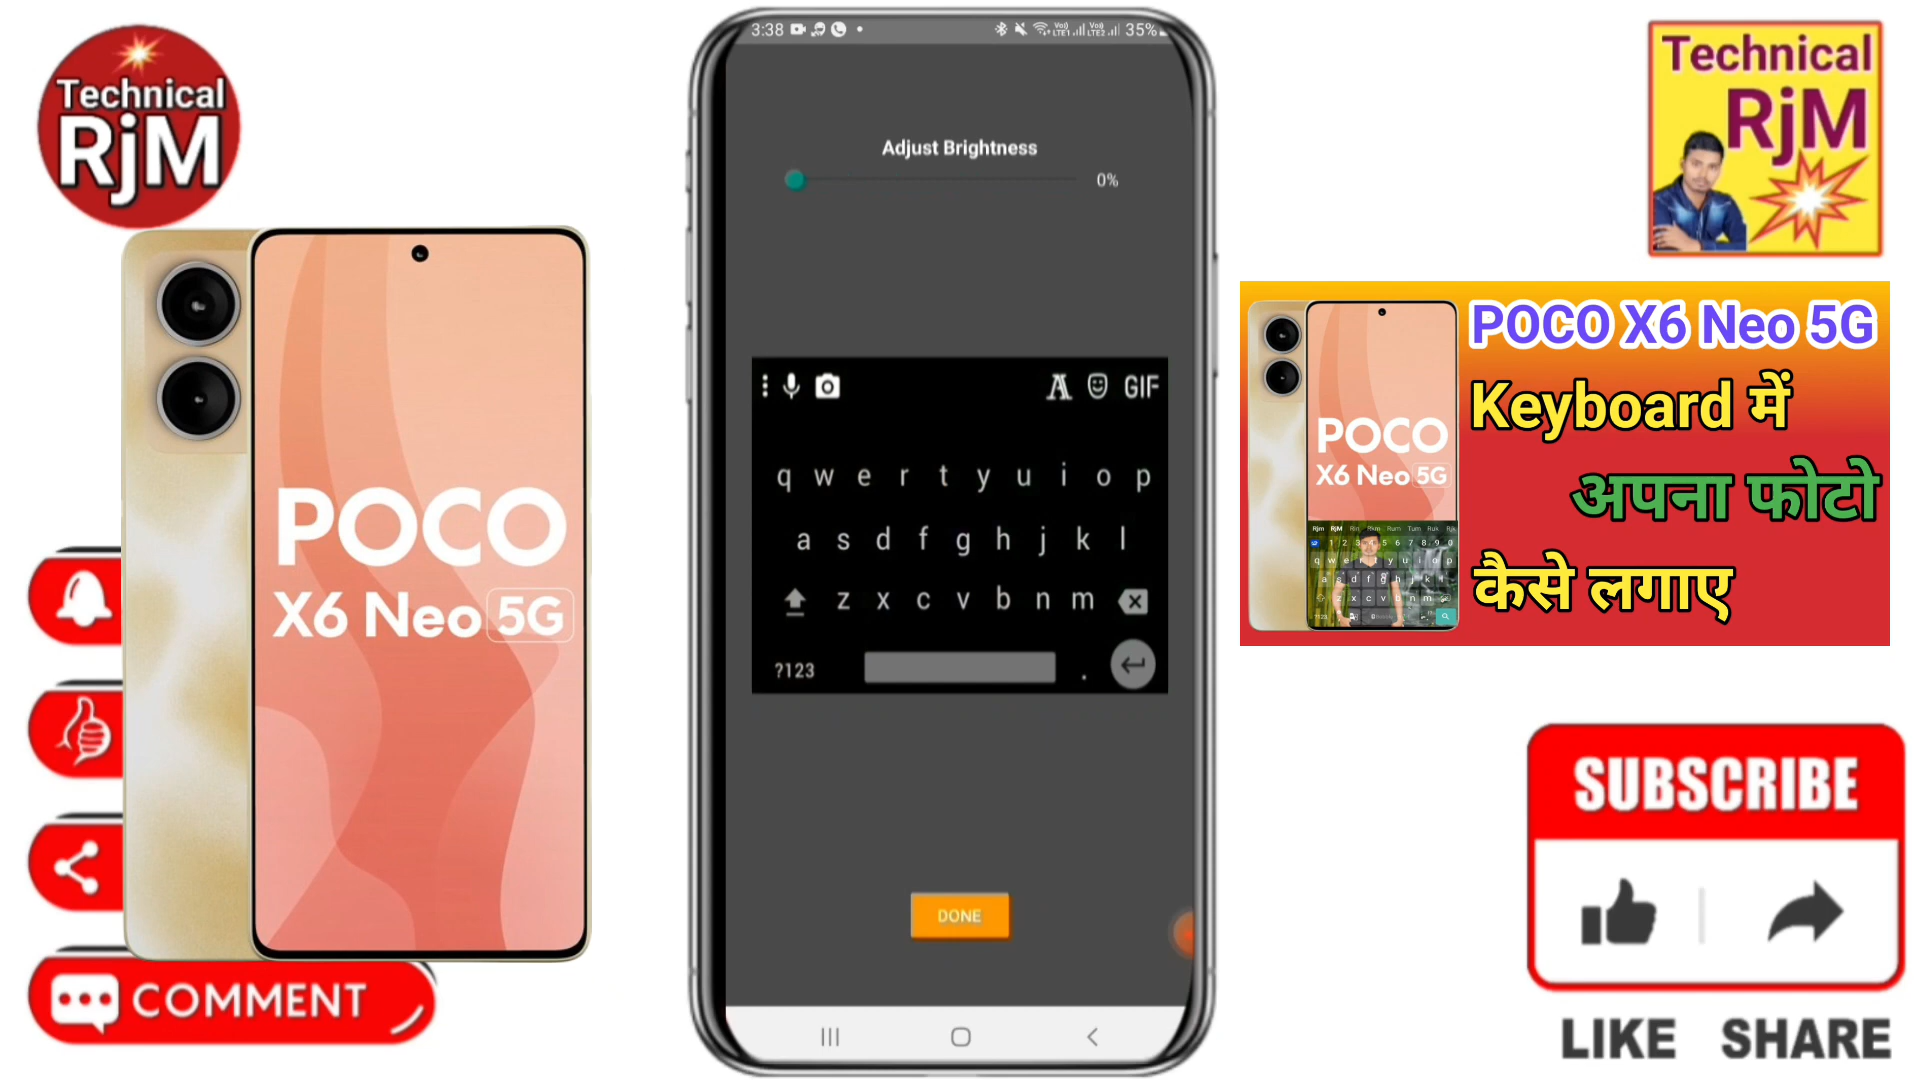 Technical
RjM
POCO
X6 Neo 5G
COMMENT
3:38
35%
Adjust Brightness
0%
GIF
q w e r t y u i o p
a s d f g h j k l
z x c v b n m
?123 .
DONE
Technical
RjM
POCO X6 Neo 5G
Keyboard में
अपना फोटो
कैसे लगाए
POCO
X6 Neo 5G
SUBSCRIBE
LIKE SHARE